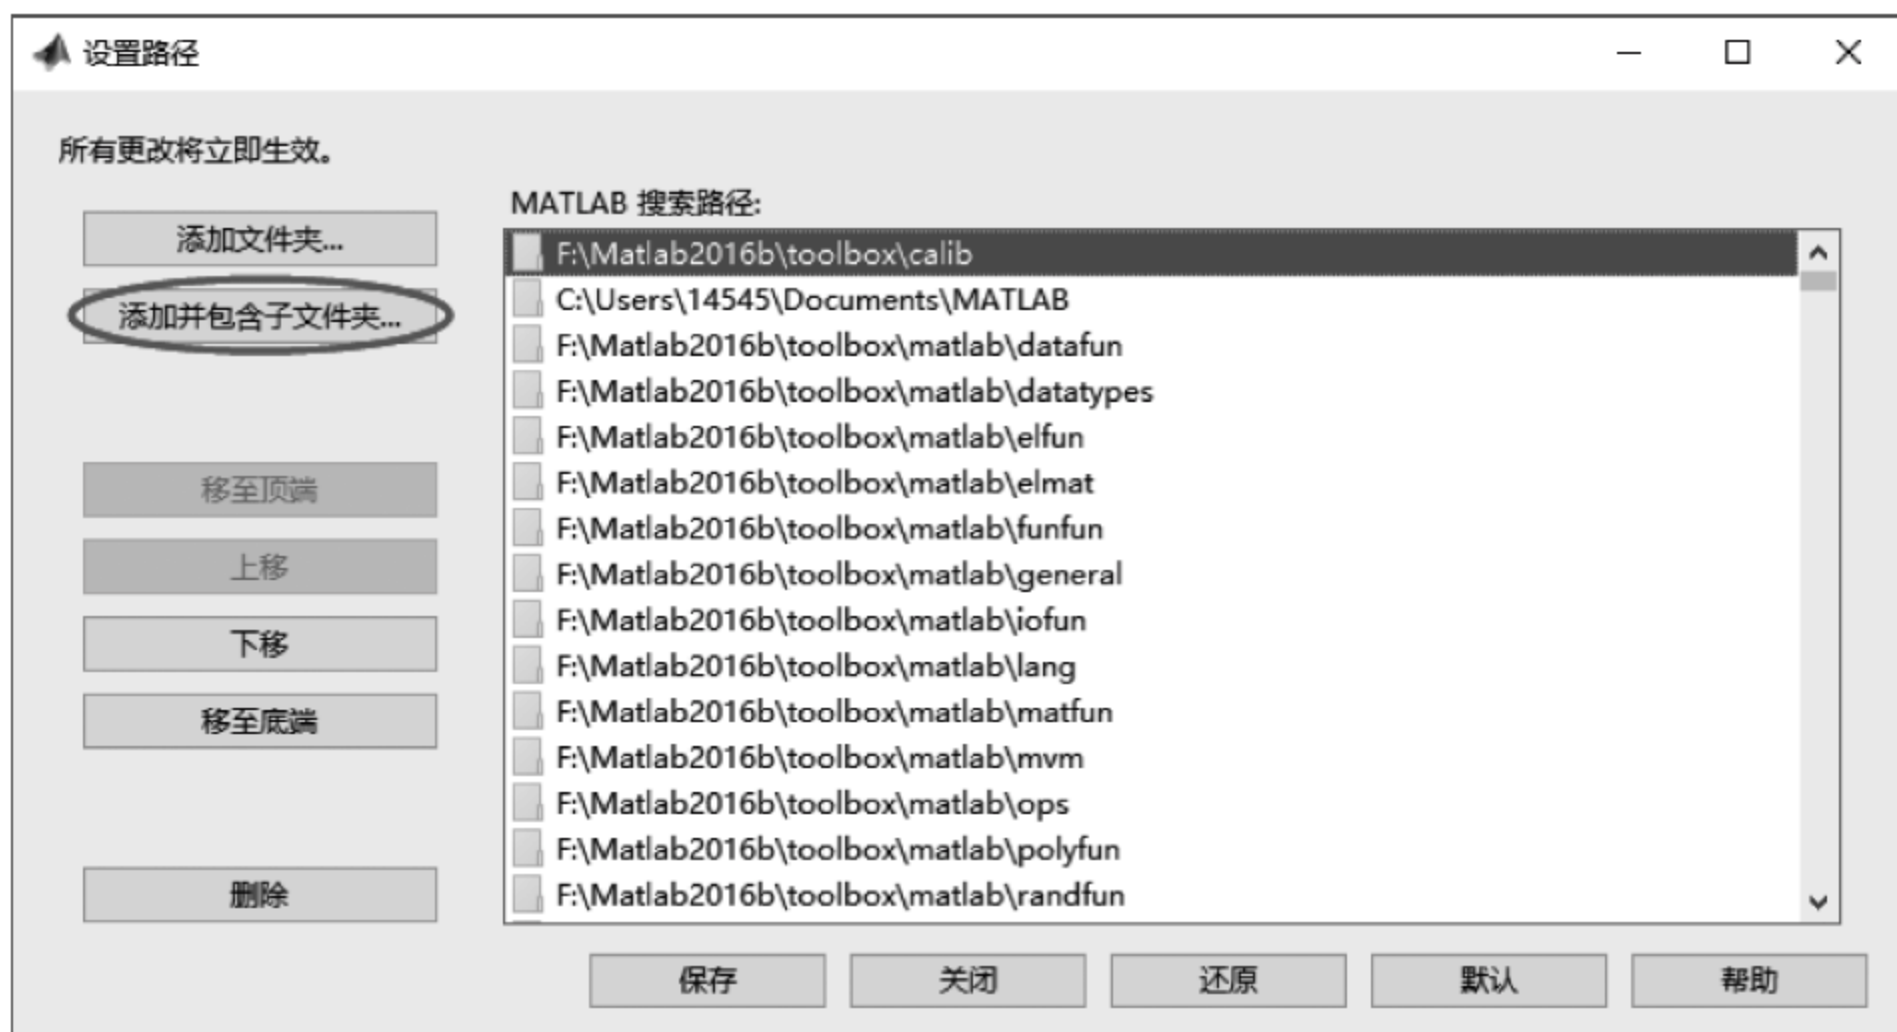 设置路径
所有更改将立即生效。
添加文件夹...
添加并包含子文件夹...
移至顶端
上移
下移
移至底端
删除
MATLAB 搜索路径:
F:\Matlab2016b\toolbox\calib
C:\Users\14545\Documents\MATLAB
F:\Matlab2016b\toolbox\matlab\datafun
F:\Matlab2016b\toolbox\matlab\datatypes
F:\Matlab2016b\toolbox\matlab\elfun
F:\Matlab2016b\toolbox\matlab\elmat
F:\Matlab2016b\toolbox\matlab\funfun
F:\Matlab2016b\toolbox\matlab\general
F:\Matlab2016b\toolbox\matlab\iofun
F:\Matlab2016b\toolbox\matlab\lang
F:\Matlab2016b\toolbox\matlab\matfun
F:\Matlab2016b\toolbox\matlab\mvm
F:\Matlab2016b\toolbox\matlab\ops
F:\Matlab2016b\toolbox\matlab\polyfun
F:\Matlab2016b\toolbox\matlab\randfun
保存 关闭 还原 默认 帮助